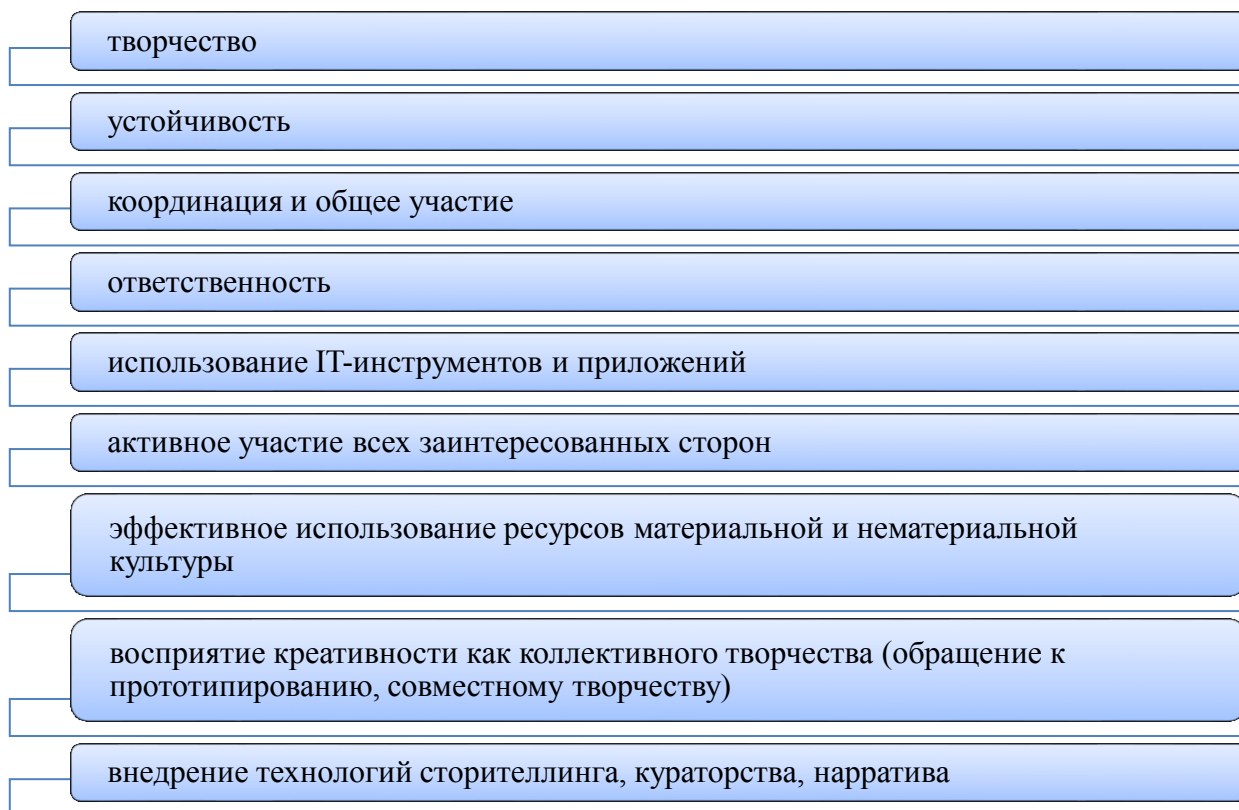 творчество
устойчивость
координация и общее участие
ответственность
использование IT-инструментов и приложений
активное участие всех заинтересованных сторон
эффективное использование ресурсов материальной и нематериальной
культуры
восприятие креативности как коллективного творчества (обращение к
прототипированию, совместному творчеству)
внедрение технологий сторителлинга, кураторства, нарратива